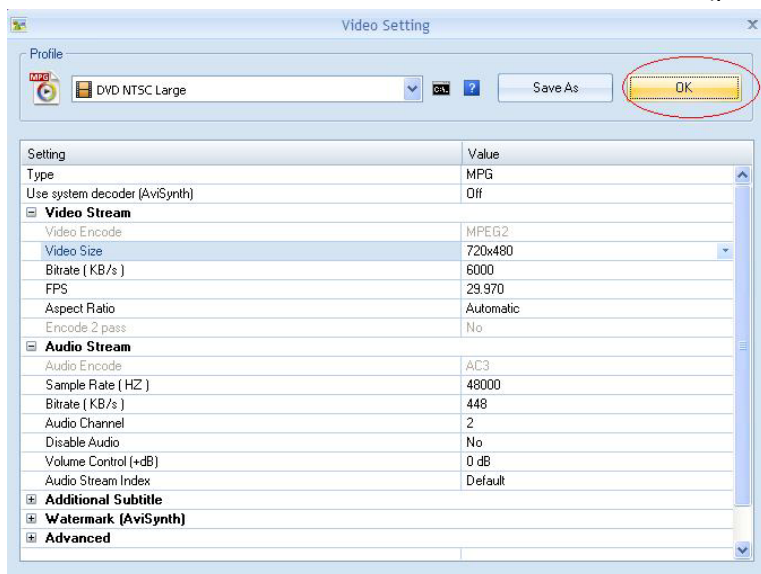 Video Setting
Profile
MPG
DVD NTSC Large
C:\.
?
Save As
OK
Setting Value
Type MPG
Use system decoder (AviSynth) Off
Video Stream
Video Encode MPEG2
Video Size 720x480
Bitrate ( KB/s ) 6000
FPS 29.970
Aspect Ratio Automatic
Encode 2 pass No
Audio Stream
Audio Encode AC3
Sample Rate ( HZ ) 48000
Bitrate ( KB/s ) 448
Audio Channel 2
Disable Audio No
Volume Control (+dB) 0 dB
Audio Stream Index Default
Additional Subtitle
Watermark (AviSynth)
Advanced